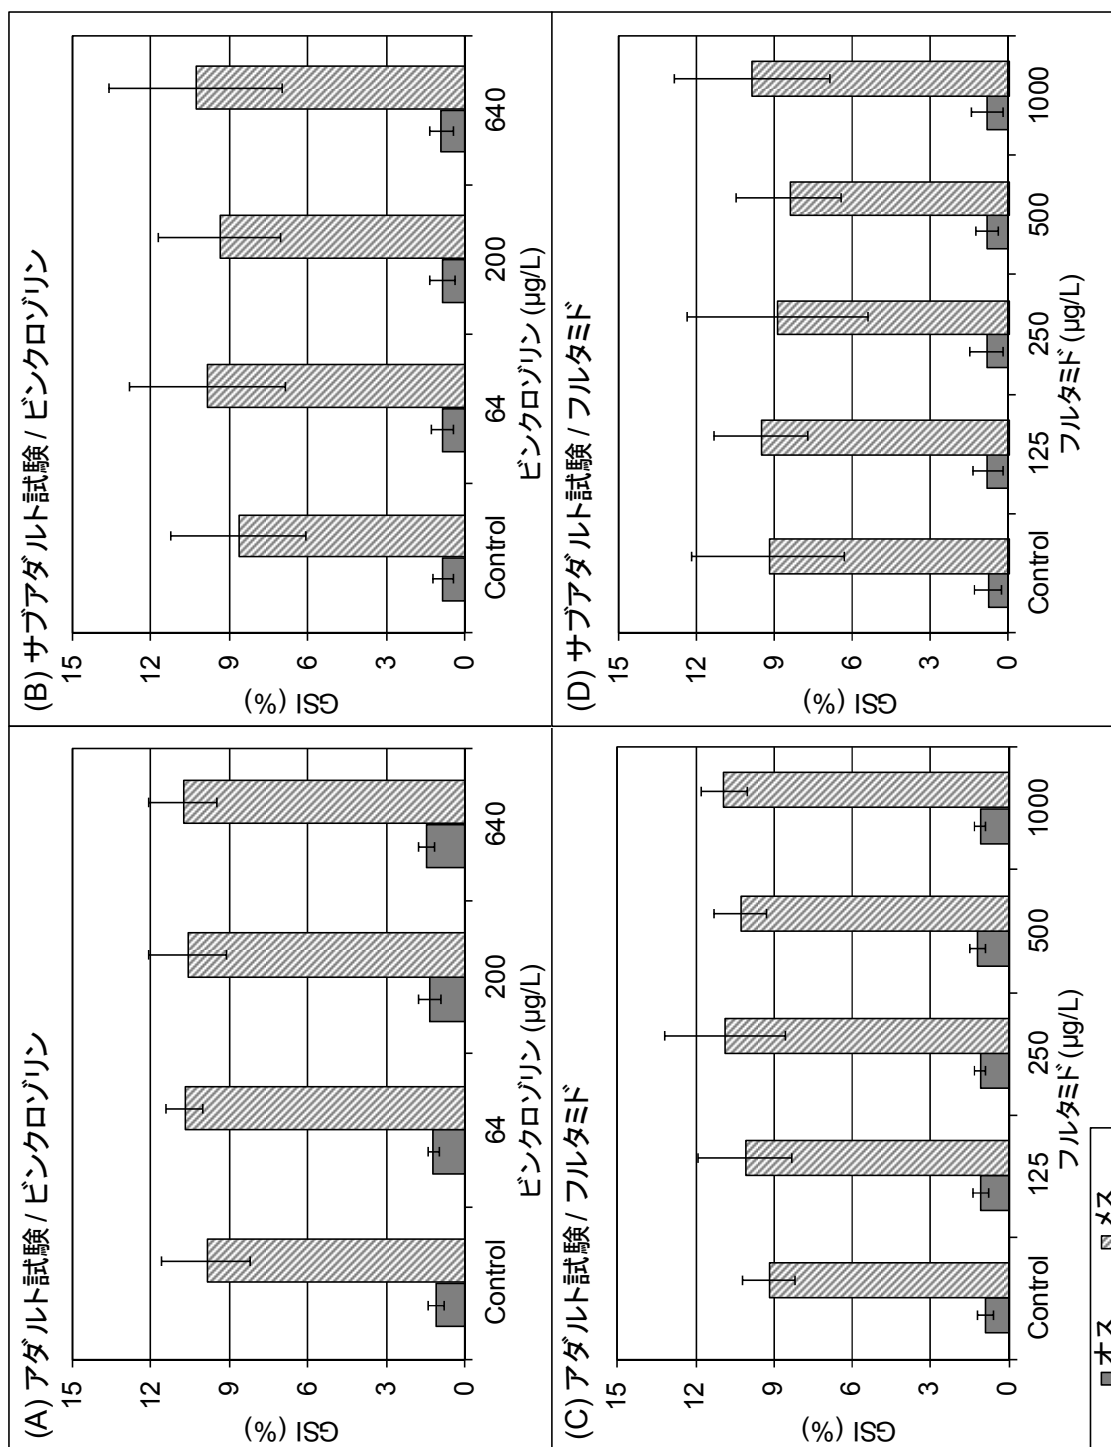 (A) アダルト試験 / ビンクロゾリン
GSI (%)
15
12
9
6
3
0
Control
64
200
640
ビンクロゾリン (µg/L)
(B) サブアダルト試験 / ビンクロゾリン
GSI (%)
15
12
9
6
3
0
Control
64
200
640
ビンクロゾリン (µg/L)
(C) アダルト試験 / フルタミド
GSI (%)
15
12
9
6
3
0
Control
125
250
500
1000
フルタミド (µg/L)
(D) サブアダルト試験 / フルタミド
GSI (%)
15
12
9
6
3
0
Control
125
250
500
1000
フルタミド (µg/L)
オス
メス